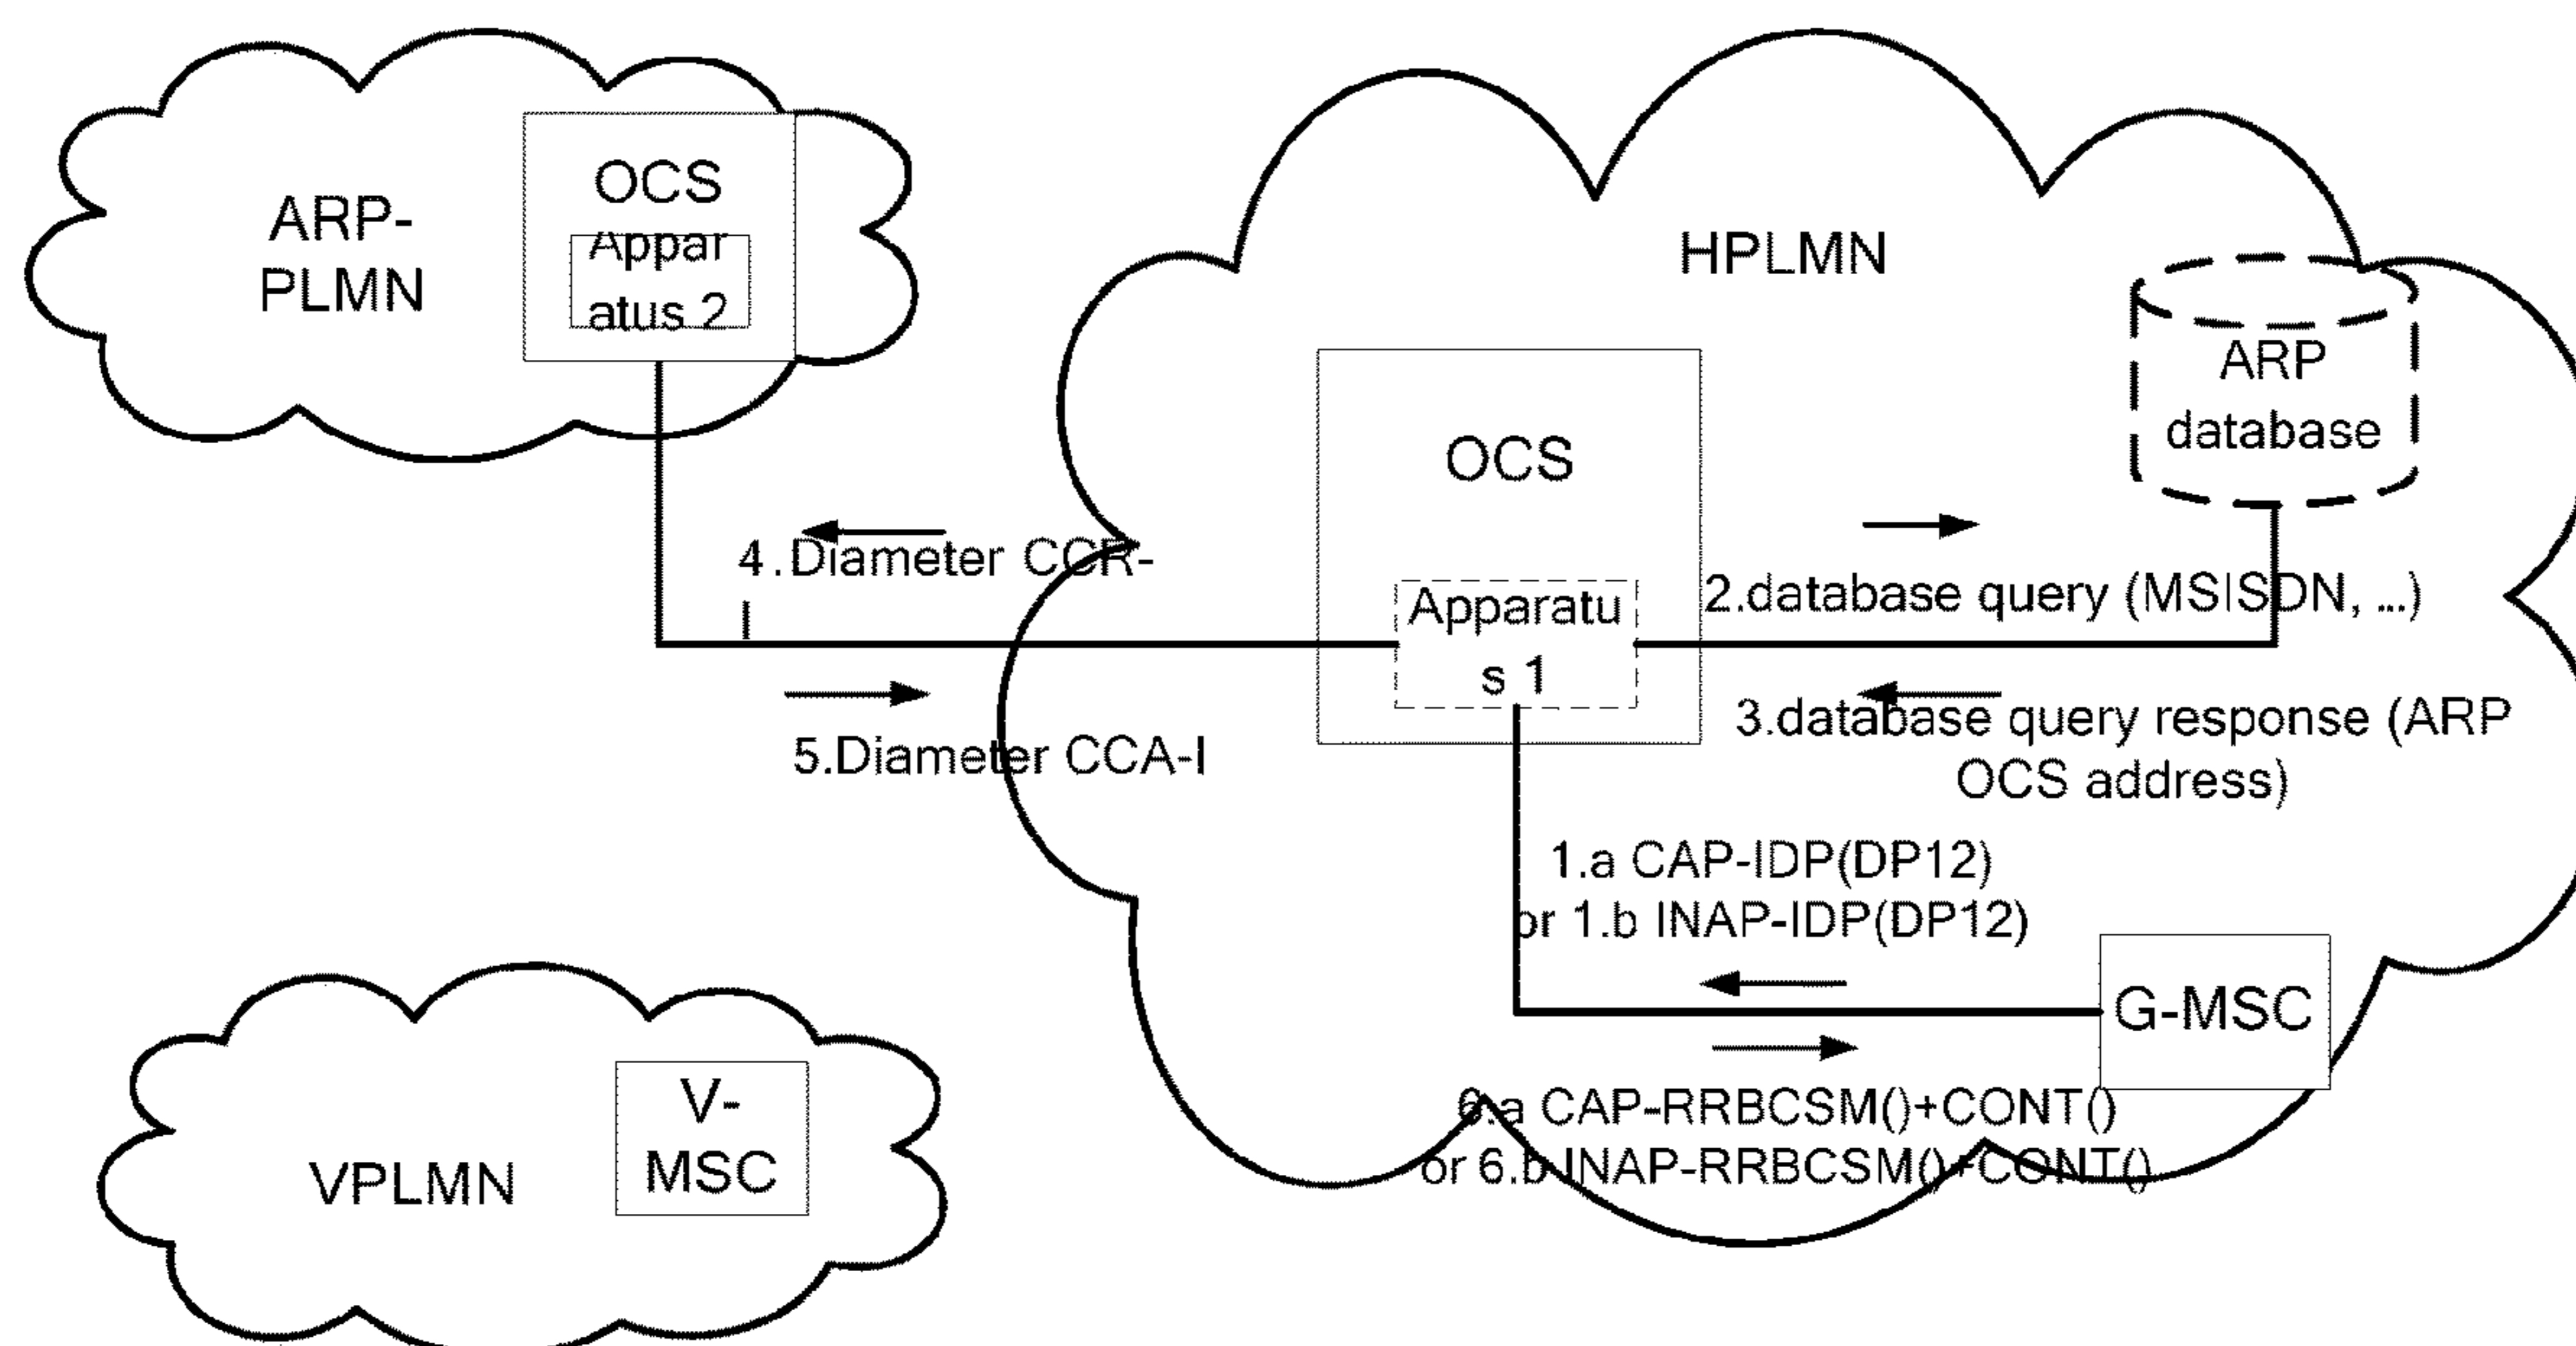 ARP-
PLMN
OCS
Appar
atus 2
HPLMN
ARP
database
OCS
Apparatu
s 1
4.Diameter CCR-
I
2.database query (MSISDN, ...)
5.Diameter CCA-I
3.database query response (ARP
OCS address)
1.a CAP-IDP(DP12)
or 1.b INAP-IDP(DP12)
G-MSC
6.a CAP-RRBCSM()+CONT()
or 6.b INAP-RRBCSM()+CONT()
VPLMN
V-
MSC